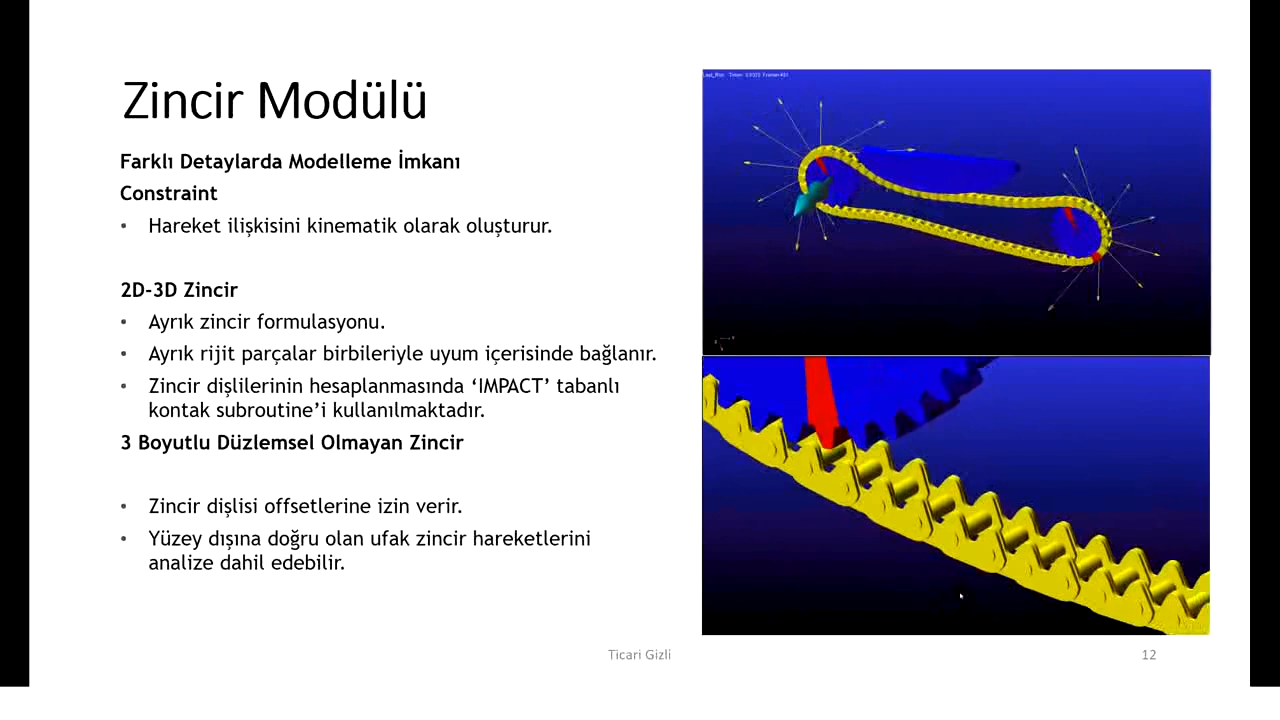 Zincir Modülü
Farklı Detaylarda Modelleme İmkanı
Constraint
• Hareket ilişkisini kinematik olarak oluşturur.
2D-3D Zincir
• Ayrık zincir formulasyonu.
• Ayrık rijit parçalar birbileriyle uyum içerisinde bağlanır.
• Zincir dişlilerinin hesaplanmasında ‘IMPACT’ tabanlı
kontak subroutine’i kullanılmaktadır.
3 Boyutlu Düzlemsel Olmayan Zincir
• Zincir dişlisi offsetlerine izin verir.
• Yüzey dışına doğru olan ufak zincir hareketlerini
analize dahil edebilir.
Ticari Gizli
12